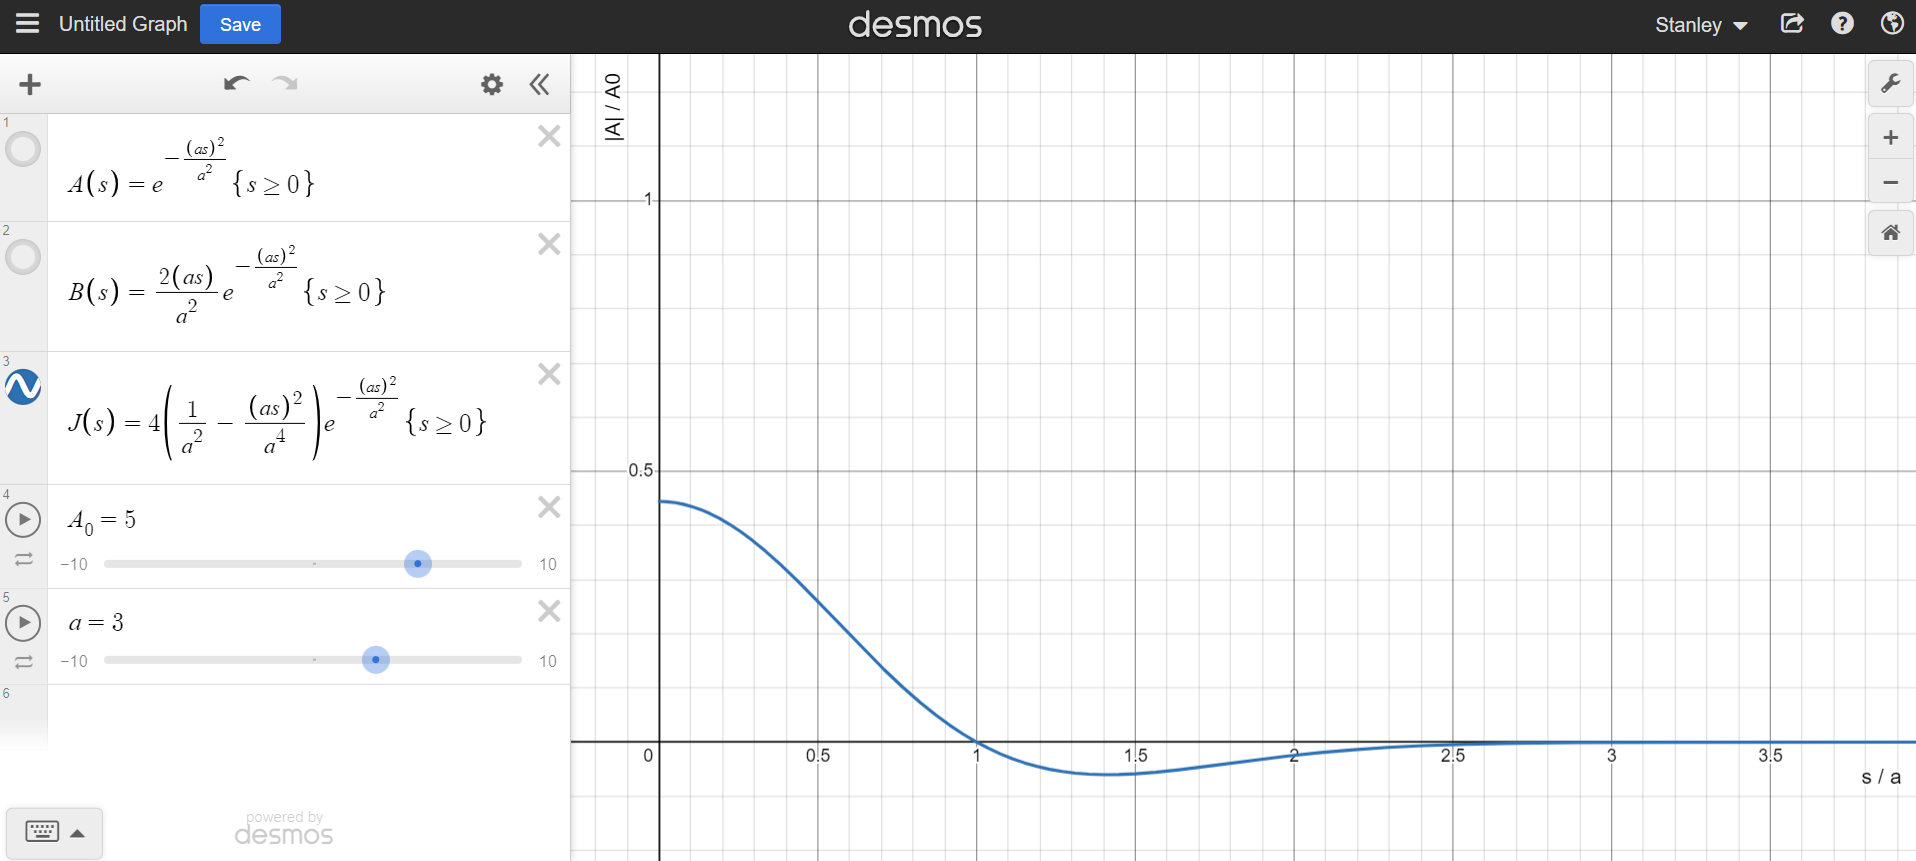 Untitled Graph
Save
desmos
Stanley
1
A(s) = e^{-\frac{(as)^2}{a^2}} {s ≥ 0}
2
B(s) = \frac{2(as)}{a^2} e^{-\frac{(as)^2}{a^2}} {s ≥ 0}
3
J(s) = 4\left(\frac{1}{a^2} - \frac{(as)^2}{a^4}\right) e^{-\frac{(as)^2}{a^2}} {s ≥ 0}
4
A_0 = 5
−10 10
5
a = 3
−10 10
6
powered by
desmos
|A| / A0
1
0.5
0 0.5 1 1.5 2 2.5 3 3.5
s / a